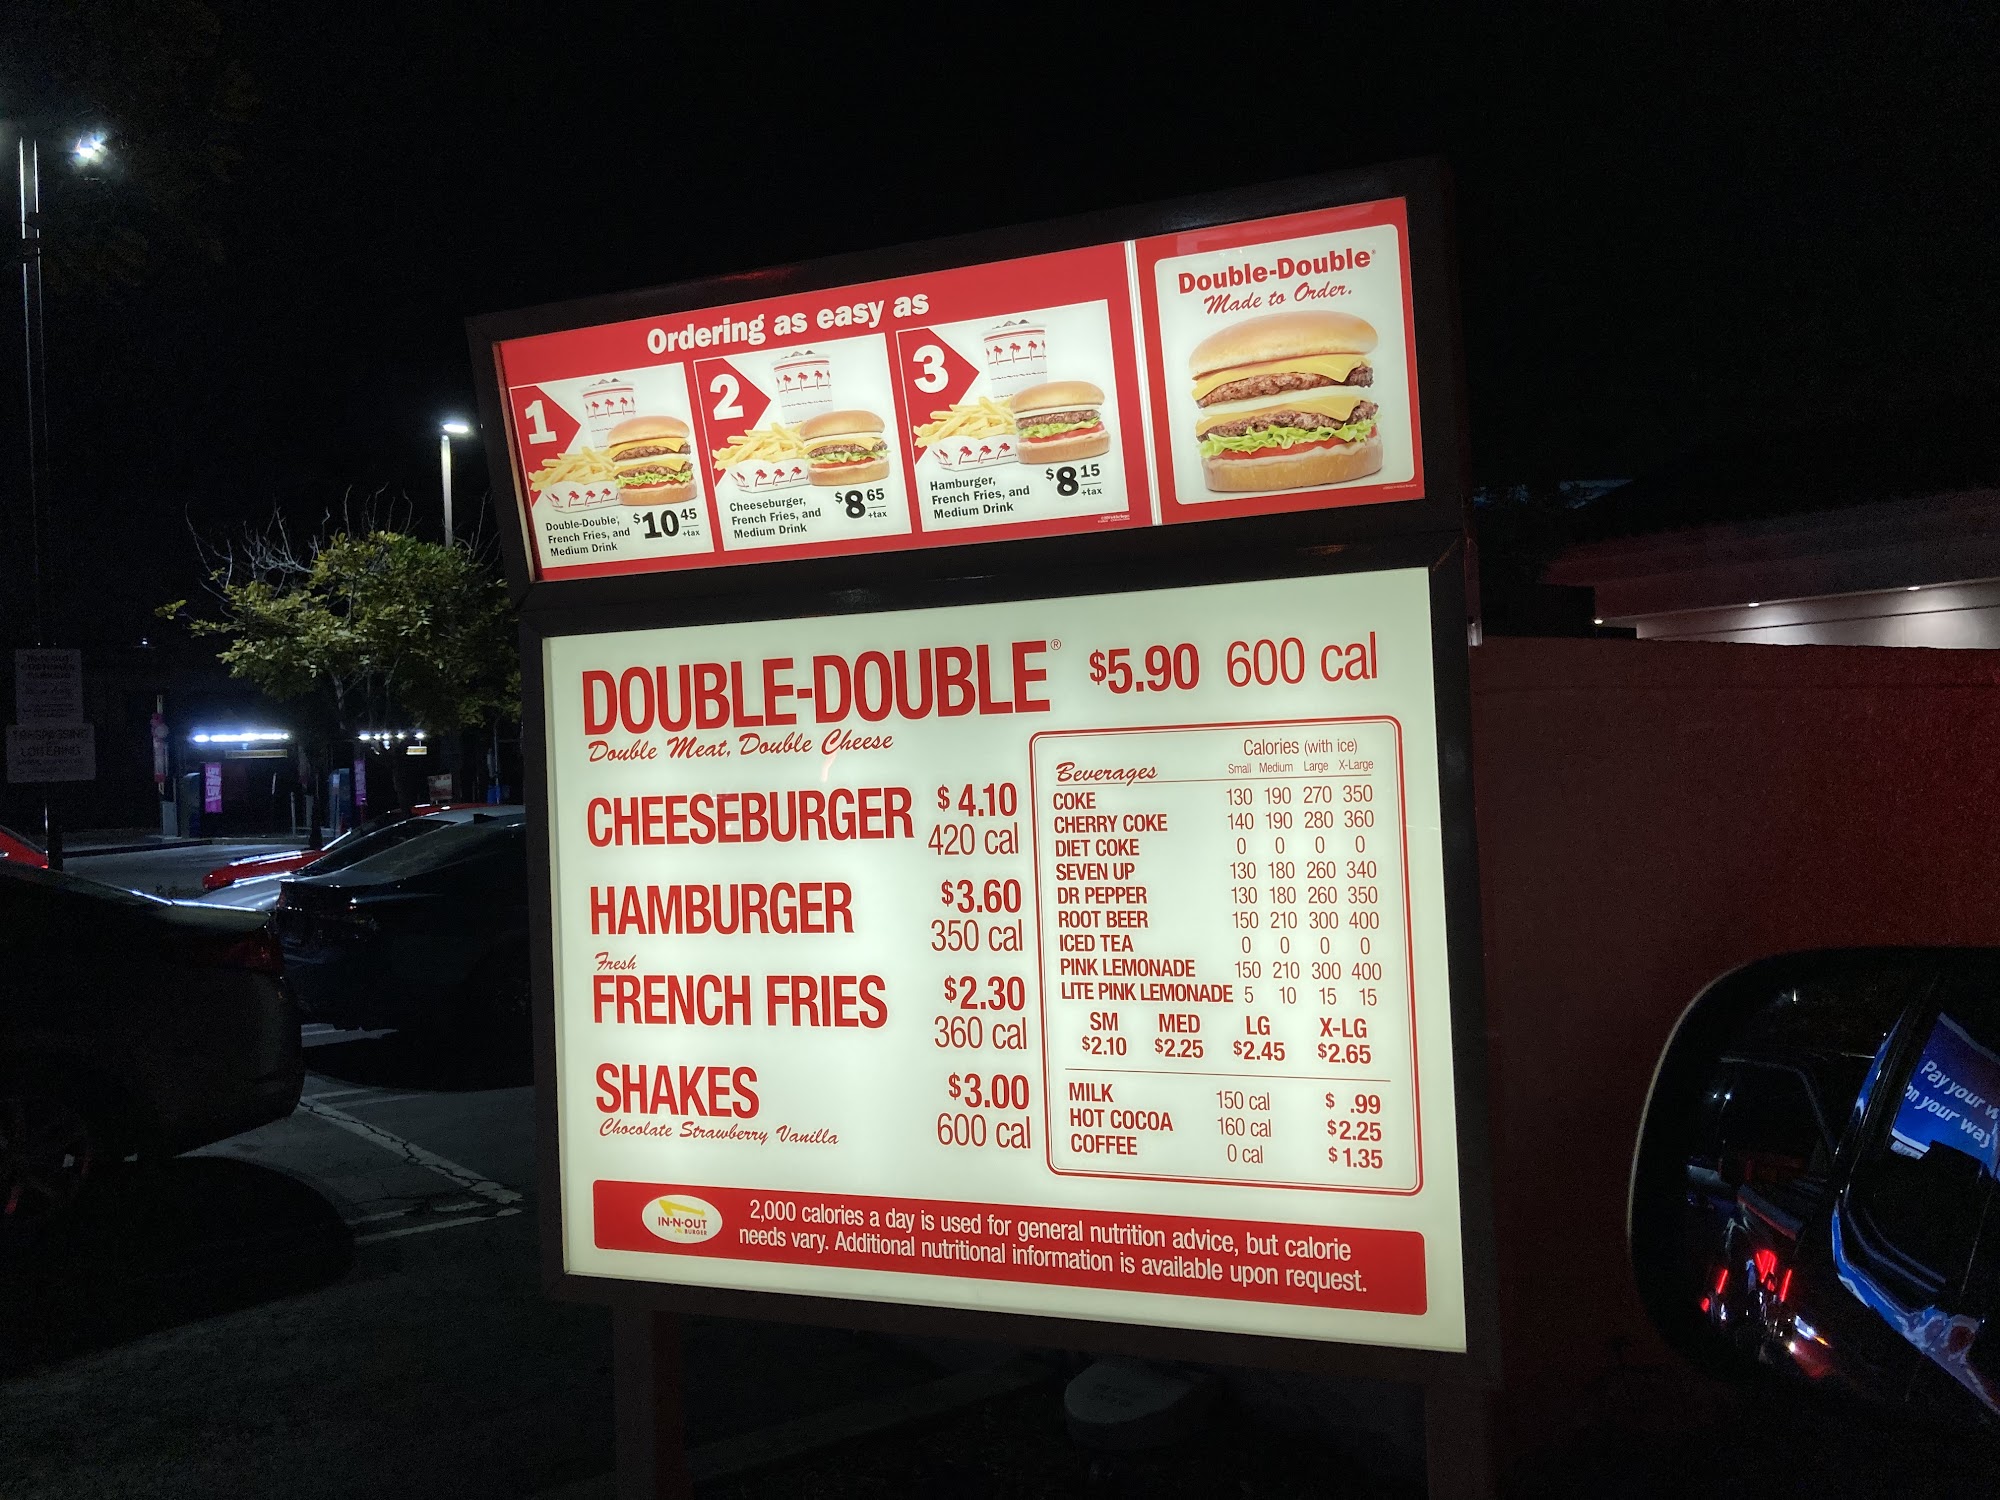 Ordering as easy as
1
Double-Double®,
French Fries, and
Medium Drink
$10 45
+tax
2
Cheeseburger,
French Fries, and
Medium Drink
$8 65
+tax
3
Hamburger,
French Fries, and
Medium Drink
$8 15
+tax
Double-Double®
Made to Order.
DOUBLE-DOUBLE® $5.90 600 cal
Double Meat, Double Cheese
CHEESEBURGER $ 4.10
420 cal
HAMBURGER $3.60
350 cal
Fresh
FRENCH FRIES $2.30
360 cal
SHAKES $3.00
Chocolate Strawberry Vanilla 600 cal
Calories (with ice)
Beverages Small Medium Large X-Large
COKE 130 190 270 350
CHERRY COKE 140 190 280 360
DIET COKE 0 0 0 0
SEVEN UP 130 180 260 340
DR PEPPER 130 180 260 350
ROOT BEER 150 210 300 400
ICED TEA 0 0 0 0
PINK LEMONADE 150 210 300 400
LITE PINK LEMONADE 5 10 15 15
SM MED LG X-LG
$2.10 $2.25 $2.45 $2.65
MILK 150 cal $ .99
HOT COCOA 160 cal $2.25
COFFEE 0 cal $1.35
IN-N-OUT
BURGER
2,000 calories a day is used for general nutrition advice, but calorie
needs vary. Additional nutritional information is available upon request.
Pay your
on your way
TRESPASSING
LOITERING